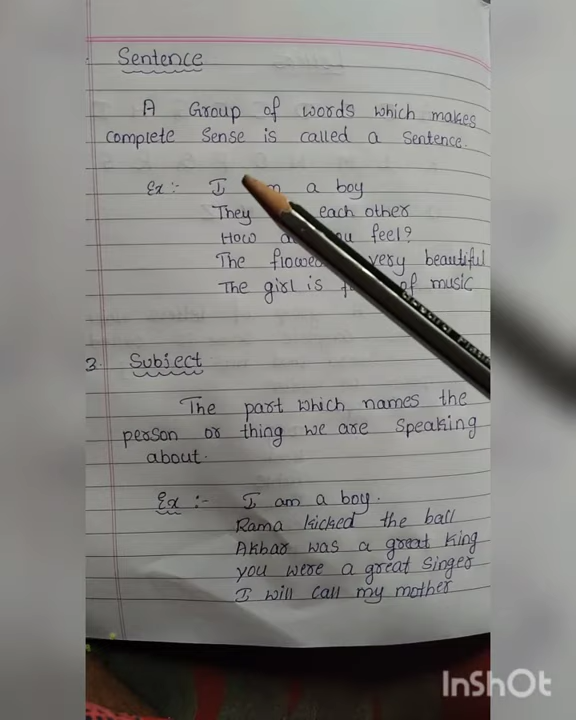 Sentence
A Group of words which makes
complete Sense is called a Sentence.
Ex:- I a boy
They each other
How you feel?
The very beautiful
The girl is of music
3. Subject
The part which names the
person or thing we are speaking
about.
Ex :- I am a boy.
Rama kicked the ball
Akbar was a great king
you were a great singer
I will call my mother
InShOt